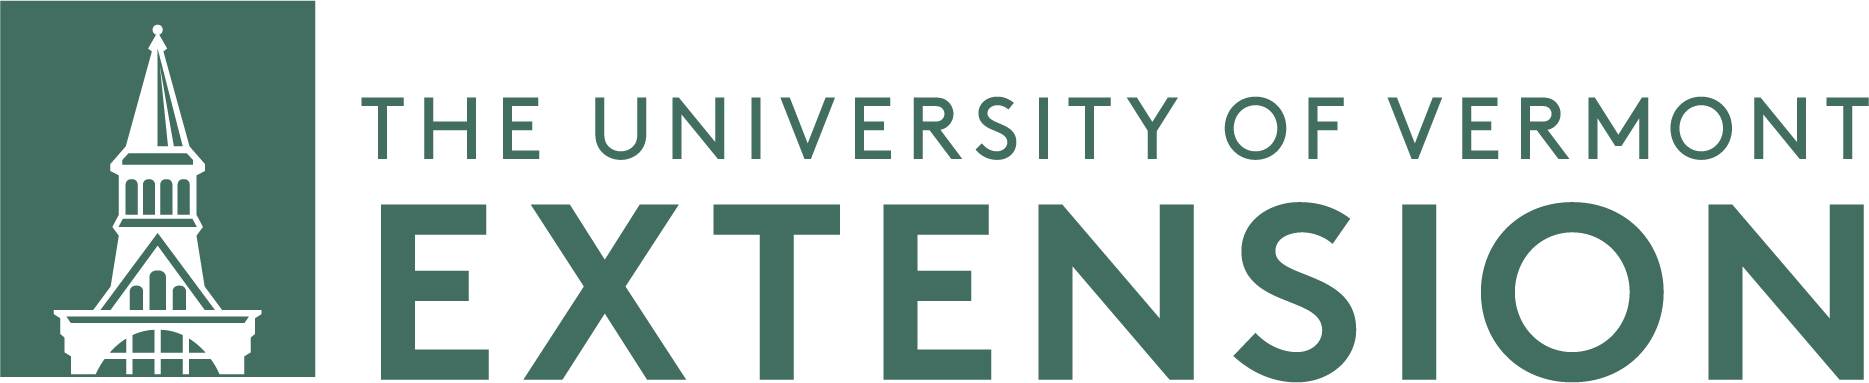 THE UNIVERSITY OF VERMONT
EXTENSION